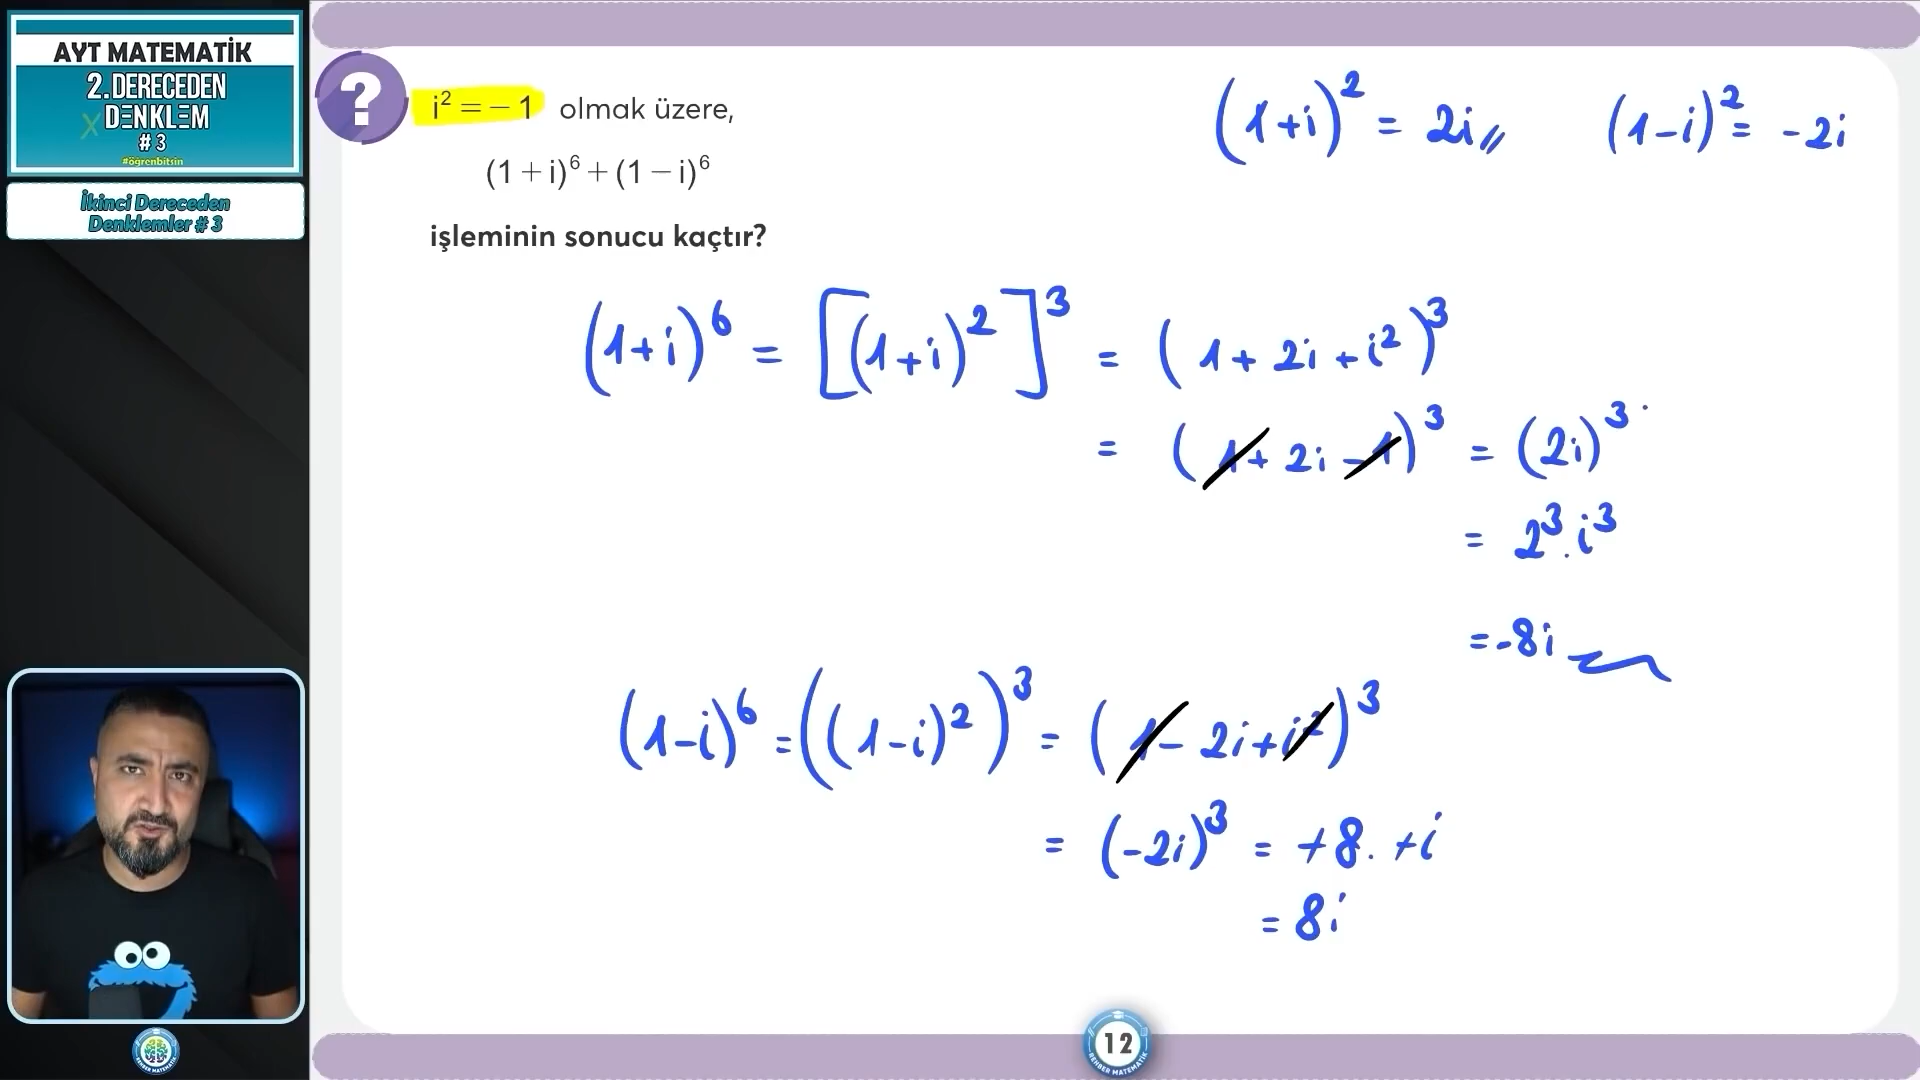 AYT MATEMATİK
2. DERECEDEN
DENKLEM
# 3
#öğrenbitsin
İkinci Dereceden
Denklemler # 3
?
i² = – 1 olmak üzere,
(1 + i)⁶ + (1 – i)⁶
işleminin sonucu kaçtır?
(1+i)² = 2i // (1-i)² = -2i
(1+i)⁶ = [(1+i)²]³ = (1 + 2i + i²)³
= (1 + 2i - 1)³ = (2i)³
= 2³ . i³
= -8i
(1-i)⁶ = ((1-i)²)³ = (1 - 2i + i²)³
= (-2i)³ = +8 . +i
= 8i
12
REHBER MATEMATİK